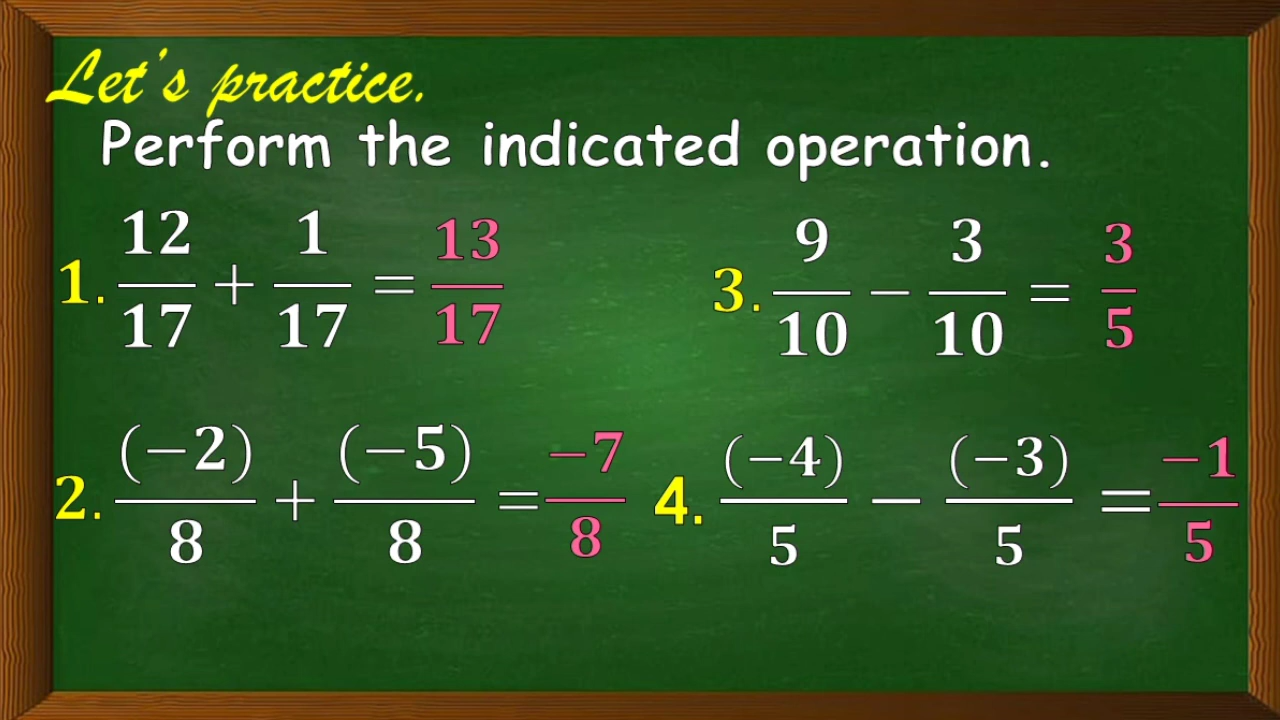 Let's practice.
Perform the indicated operation.
1. 12/17 + 1/17 = 13/17
3. 9/10 − 3/10 = 3/5
2. (−2)/8 + (−5)/8 = −7/8
4. (−4)/5 − (−3)/5 = −1/5